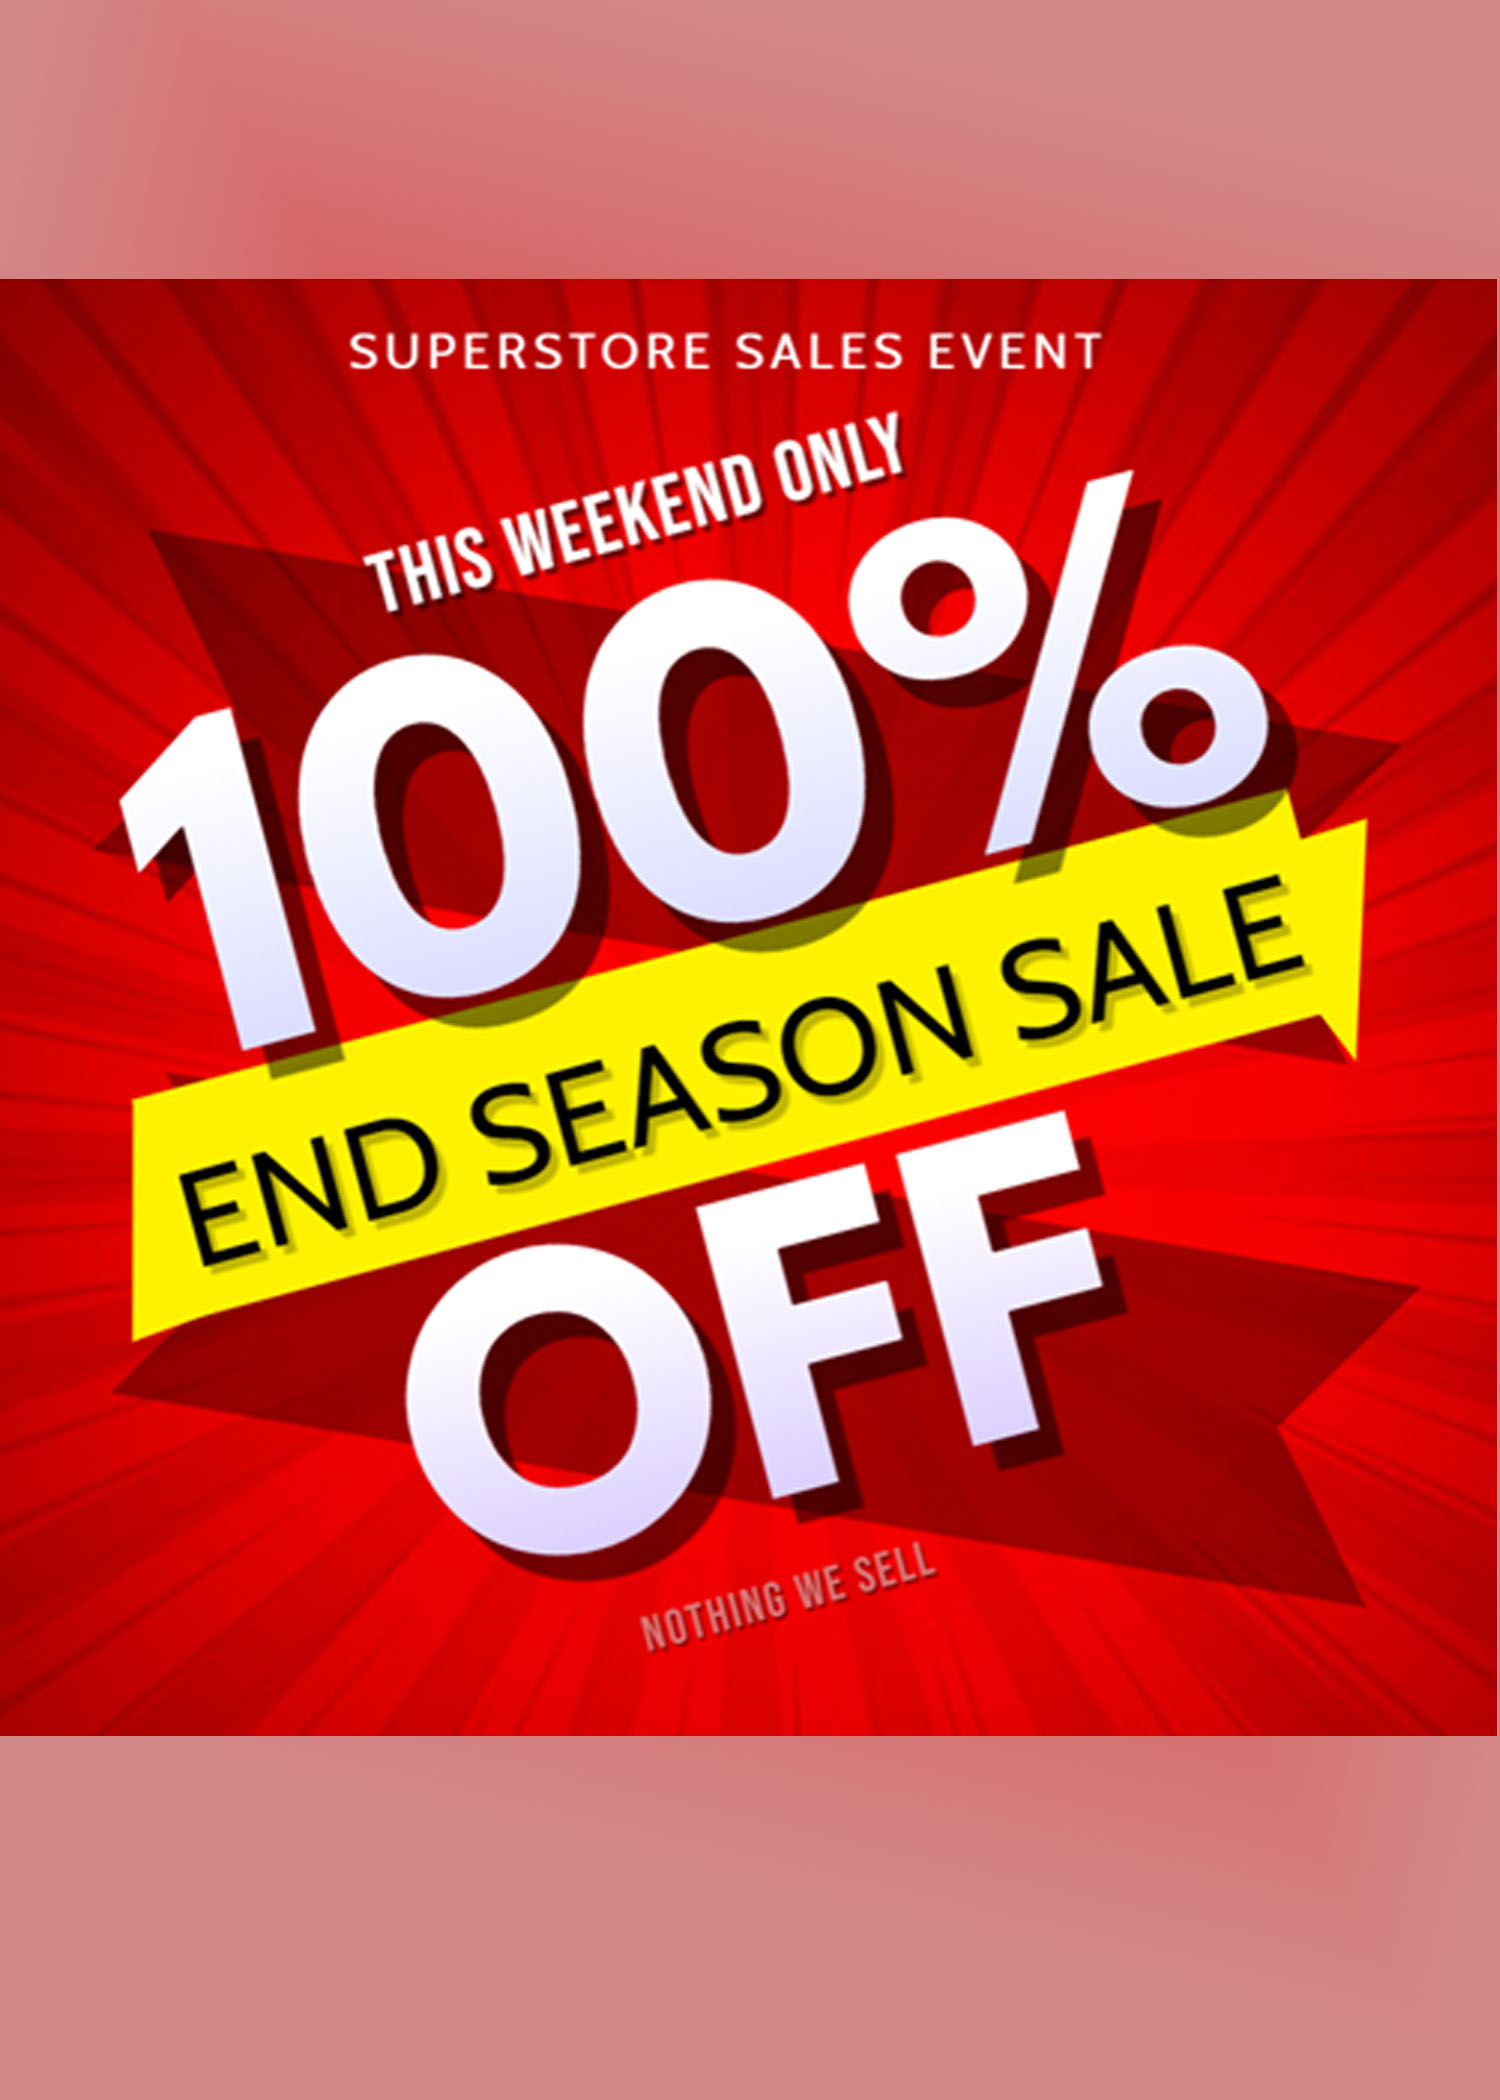 SUPERSTORE SALES EVENT
THIS WEEKEND ONLY
100%
END SEASON SALE
OFF
NOTHING WE SELL